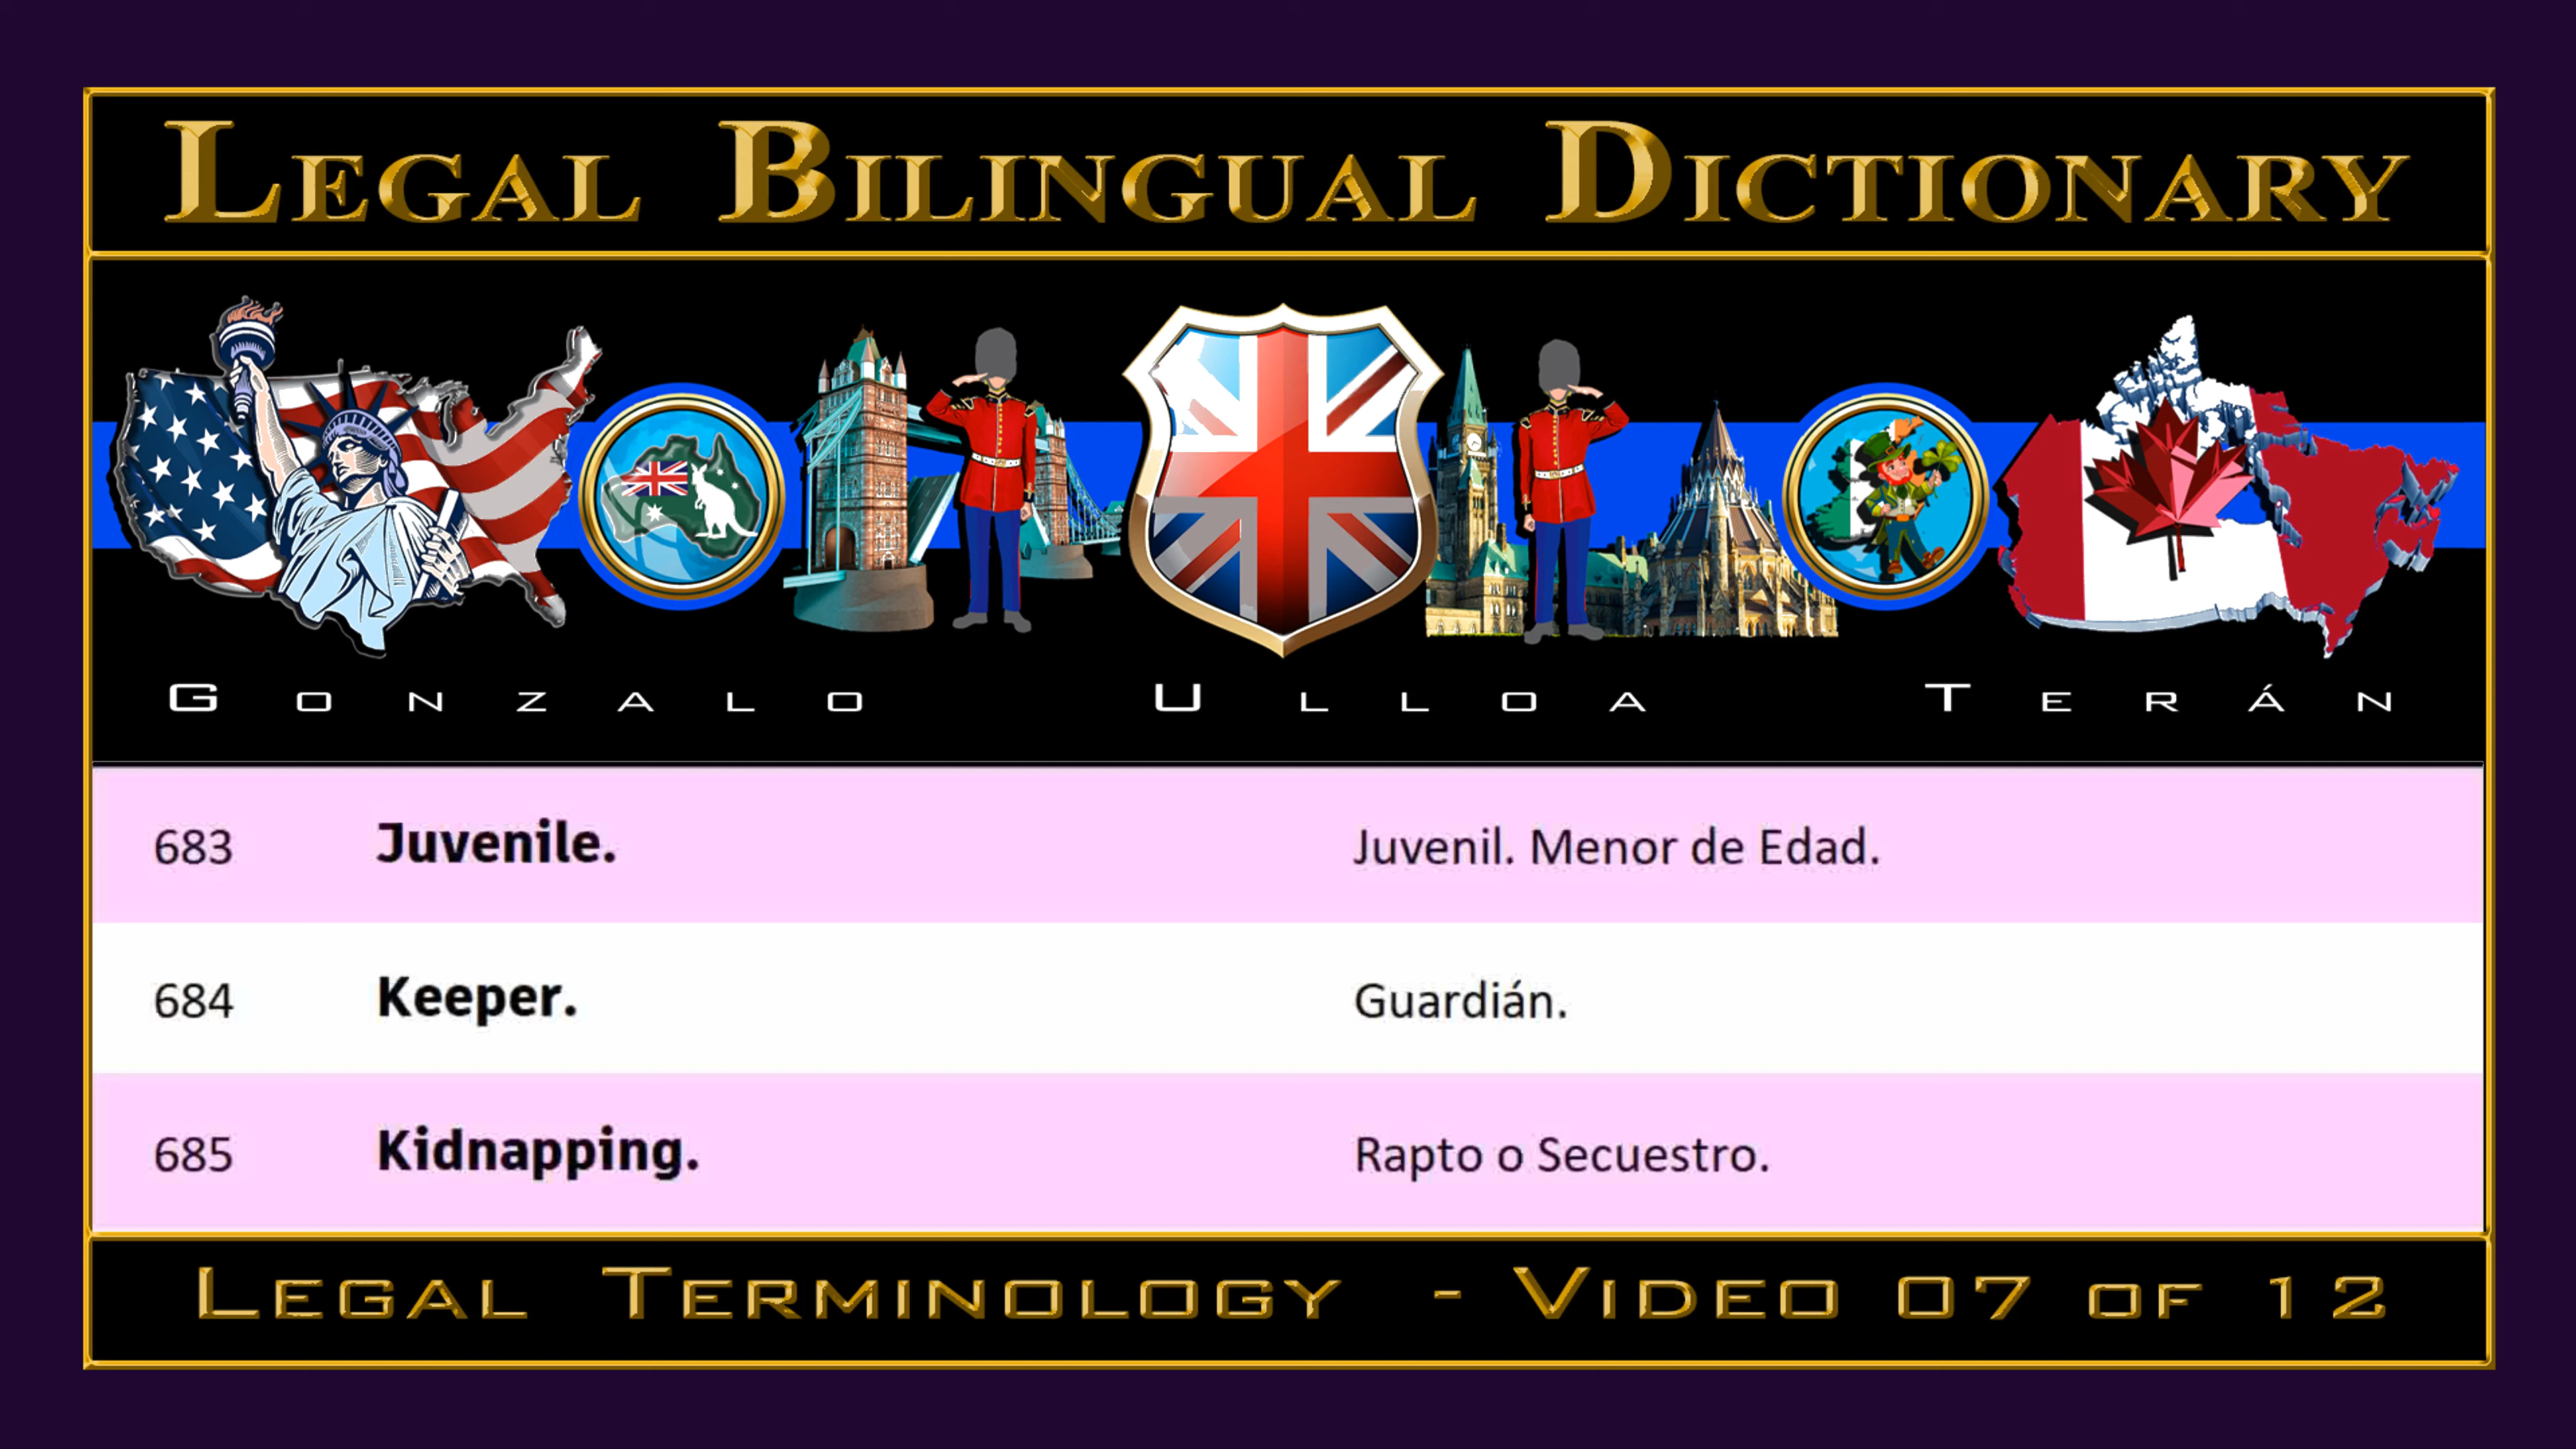 LEGAL BILINGUAL DICTIONARY
GONZALO ULLOA TERÁN
683 Juvenile. Juvenil. Menor de Edad.
684 Keeper. Guardián.
685 Kidnapping. Rapto o Secuestro.
LEGAL TERMINOLOGY - VIDEO 07 OF 12